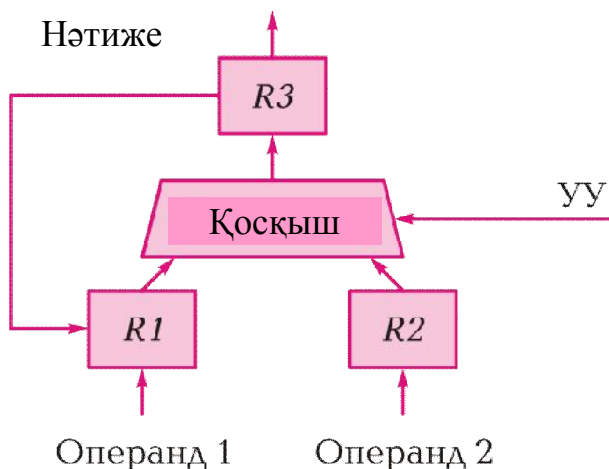 Нәтиже
R3
Қосқыш
УУ
R1
R2
Операнд 1
Операнд 2